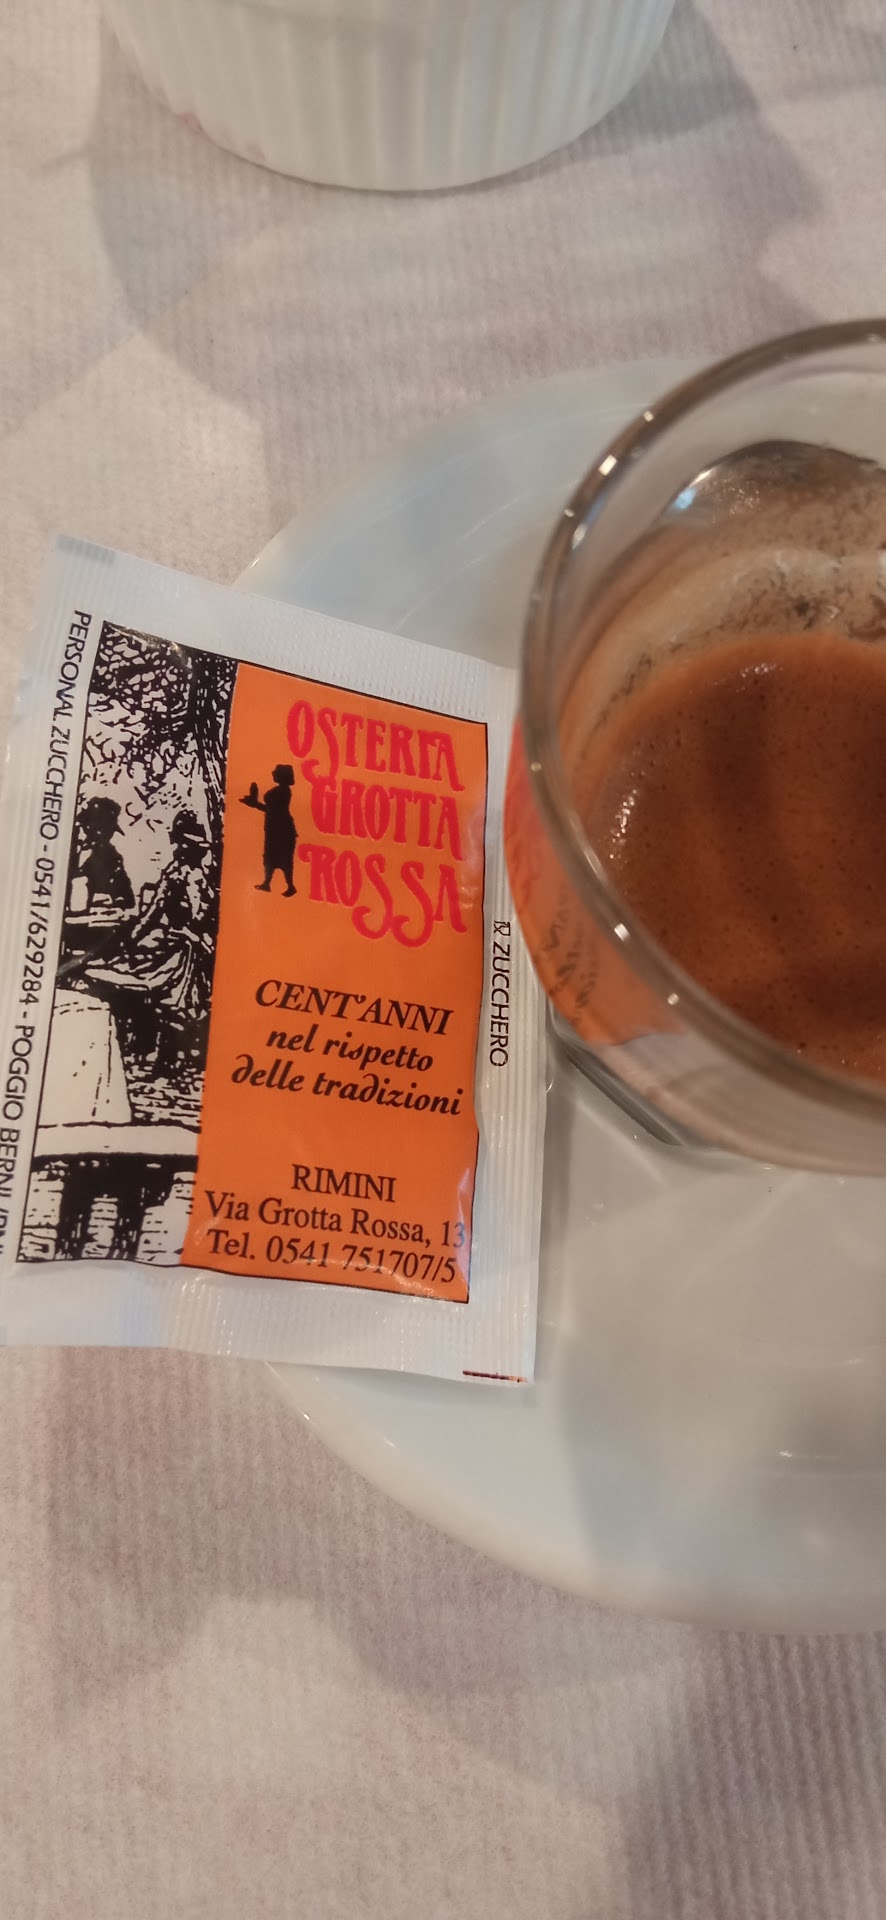 OSTERIA
GROTTA
ROSSA
CENT'ANNI
nel rispetto
delle tradizioni
RIMINI
Via Grotta Rossa, 13
Tel. 0541 751707/5
PERSONAL ZUCCHERO - 0541/629284 - POGGIO BERNI
ZUCCHERO